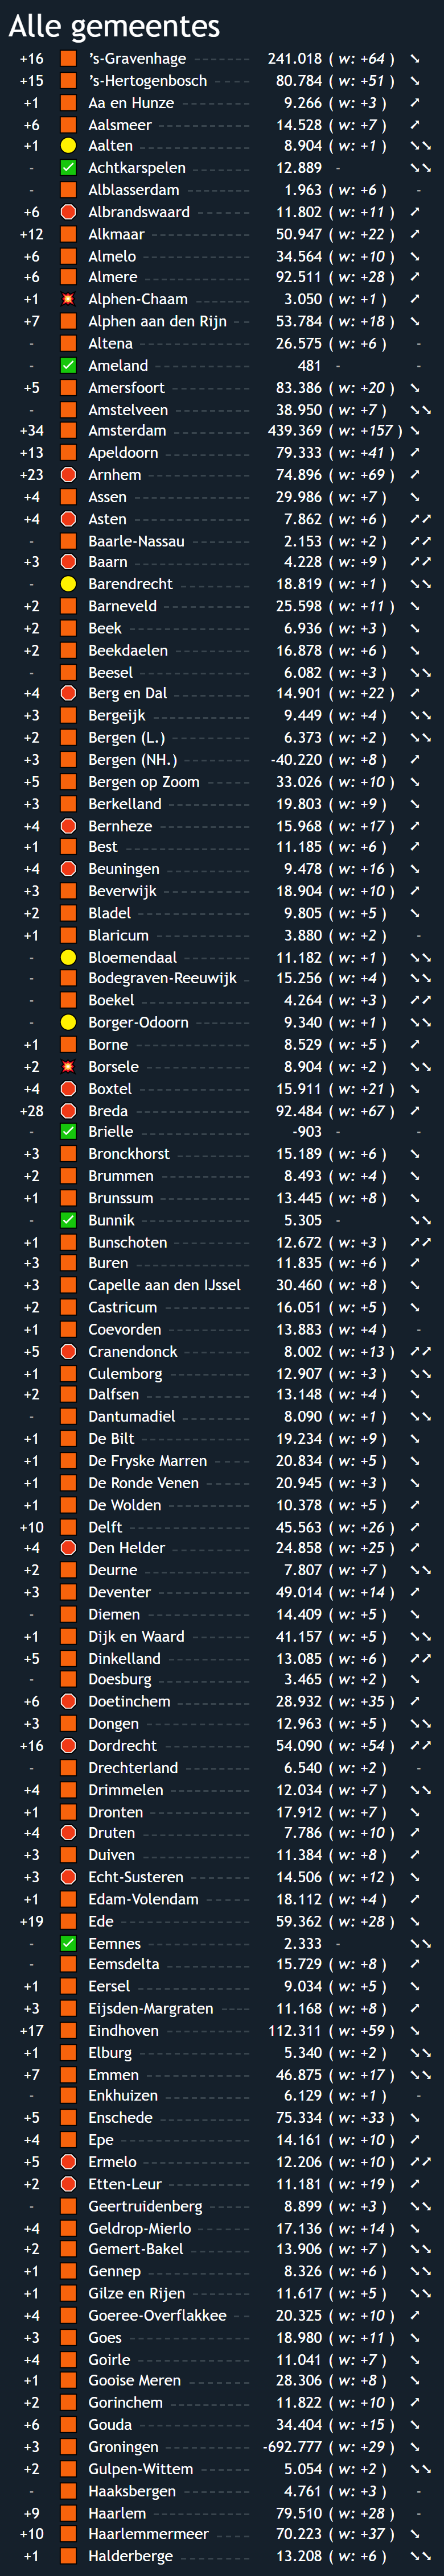 Alle gemeentes
+16 's-Gravenhage 241.018 ( w: +64 ) ↘
+15 's-Hertogenbosch 80.784 ( w: +51 ) ↘
+1 Aa en Hunze 9.266 ( w: +3 ) ↗
+6 Aalsmeer 14.528 ( w: +7 ) ↗
+1 Aalten 8.904 ( w: +1 ) ↘↘
- Achtkarspelen 12.889 - ↘↘
- Alblasserdam 1.963 ( w: +6 ) -
+6 Albrandswaard 11.802 ( w: +11 ) ↗
+12 Alkmaar 50.947 ( w: +22 ) ↗
+6 Almelo 34.564 ( w: +10 ) ↘
+6 Almere 92.511 ( w: +28 ) ↗
+1 Alphen-Chaam 3.050 ( w: +1 ) ↗
+7 Alphen aan den Rijn 53.784 ( w: +18 ) ↘
- Altena 26.575 ( w: +6 ) -
- Ameland 481 - -
+5 Amersfoort 83.386 ( w: +20 ) ↘
- Amstelveen 38.950 ( w: +7 ) ↘↘
+34 Amsterdam 439.369 ( w: +157 ) ↘
+13 Apeldoorn 79.333 ( w: +41 ) ↗
+23 Arnhem 74.896 ( w: +69 ) ↗
+4 Assen 29.986 ( w: +7 ) ↘
+4 Asten 7.862 ( w: +6 ) ↗↗
- Baarle-Nassau 2.153 ( w: +2 ) ↗↗
+3 Baarn 4.228 ( w: +9 ) ↗↗
- Barendrecht 18.819 ( w: +1 ) ↘↘
+2 Barneveld 25.598 ( w: +11 ) ↘
+2 Beek 6.936 ( w: +3 ) ↘
+2 Beekdaelen 16.878 ( w: +6 ) ↘
- Beesel 6.082 ( w: +3 ) ↘↘
+4 Berg en Dal 14.901 ( w: +22 ) ↗
+3 Bergeijk 9.449 ( w: +4 ) ↘↘
+2 Bergen (L.) 6.373 ( w: +2 ) ↘↘
+3 Bergen (NH.) -40.220 ( w: +8 ) ↗
+5 Bergen op Zoom 33.026 ( w: +10 ) ↘
+3 Berkelland 19.803 ( w: +9 ) ↘
+4 Bernheze 15.968 ( w: +17 ) ↗
+1 Best 11.185 ( w: +6 ) ↗
+4 Beuningen 9.478 ( w: +16 ) ↘
+3 Beverwijk 18.904 ( w: +10 ) ↗
+2 Bladel 9.805 ( w: +5 ) ↘
+1 Blaricum 3.880 ( w: +2 ) -
- Bloemendaal 11.182 ( w: +1 ) ↘↘
- Bodegraven-Reeuwijk 15.256 ( w: +4 ) ↘↘
- Boekel 4.264 ( w: +3 ) ↗↗
- Borger-Odoorn 9.340 ( w: +1 ) ↘↘
+1 Borne 8.529 ( w: +5 ) ↗
+2 Borsele 8.904 ( w: +2 ) ↘↘
+4 Boxtel 15.911 ( w: +21 ) ↘
+28 Breda 92.484 ( w: +67 ) ↗
- Brielle -903 - -
+3 Bronckhorst 15.189 ( w: +6 ) ↘
+2 Brummen 8.493 ( w: +4 ) ↘
+1 Brunssum 13.445 ( w: +8 ) ↘
- Bunnik 5.305 - ↘↘
+1 Bunschoten 12.672 ( w: +3 ) ↗↗
+3 Buren 11.835 ( w: +6 ) ↗
+3 Capelle aan den IJssel 30.460 ( w: +8 ) ↘
+2 Castricum 16.051 ( w: +5 ) ↘
+1 Coevorden 13.883 ( w: +4 ) -
+5 Cranendonck 8.002 ( w: +13 ) ↗↗
+1 Culemborg 12.907 ( w: +3 ) ↘↘
+2 Dalfsen 13.148 ( w: +4 ) ↘
- Dantumadiel 8.090 ( w: +1 ) ↘↘
+1 De Bilt 19.234 ( w: +9 ) ↘
+1 De Fryske Marren 20.834 ( w: +5 ) ↘
+1 De Ronde Venen 20.945 ( w: +3 ) ↘
+1 De Wolden 10.378 ( w: +5 ) ↗
+10 Delft 45.563 ( w: +26 ) ↗
+4 Den Helder 24.858 ( w: +25 ) ↗
+2 Deurne 7.807 ( w: +7 ) ↘↘
+3 Deventer 49.014 ( w: +14 ) ↗
- Diemen 14.409 ( w: +5 ) ↘
+1 Dijk en Waard 41.157 ( w: +5 ) ↘↘
+5 Dinkelland 13.085 ( w: +6 ) ↗↗
- Doesburg 3.465 ( w: +2 ) ↘
+6 Doetinchem 28.932 ( w: +35 ) ↗
+3 Dongen 12.963 ( w: +5 ) ↘↘
+16 Dordrecht 54.090 ( w: +54 ) ↗↗
- Drechterland 6.540 ( w: +2 ) -
+4 Drimmelen 12.034 ( w: +7 ) ↘↘
+1 Dronten 17.912 ( w: +7 ) ↘
+4 Druten 7.786 ( w: +10 ) ↗
+3 Duiven 11.384 ( w: +8 ) ↗
+3 Echt-Susteren 14.506 ( w: +12 ) ↘
+1 Edam-Volendam 18.112 ( w: +4 ) ↗
+19 Ede 59.362 ( w: +28 ) ↘
- Eemnes 2.333 - ↘↘
- Eemsdelta 15.729 ( w: +8 ) ↗
+1 Eersel 9.034 ( w: +5 ) ↘
+3 Eijsden-Margraten 11.168 ( w: +8 ) ↗
+17 Eindhoven 112.311 ( w: +59 ) ↘
+1 Elburg 5.340 ( w: +2 ) ↘↘
+7 Emmen 46.875 ( w: +17 ) ↘↘
- Enkhuizen 6.129 ( w: +1 ) -
+5 Enschede 75.334 ( w: +33 ) ↘
+4 Epe 14.161 ( w: +10 ) ↗
+5 Ermelo 12.206 ( w: +10 ) ↗↗
+2 Etten-Leur 11.181 ( w: +19 ) ↗
- Geertruidenberg 8.899 ( w: +3 ) ↘↘
+4 Geldrop-Mierlo 17.136 ( w: +14 ) ↘
+2 Gemert-Bakel 13.906 ( w: +7 ) ↘↘
+1 Gennep 8.326 ( w: +6 ) ↘↘
+1 Gilze en Rijen 11.617 ( w: +5 ) ↘↘
+4 Goeree-Overflakkee 20.325 ( w: +10 ) ↗
+3 Goes 18.980 ( w: +11 ) ↘
+4 Goirle 11.041 ( w: +7 ) ↘
+1 Gooise Meren 28.306 ( w: +8 ) ↘
+2 Gorinchem 11.822 ( w: +10 ) ↗
+6 Gouda 34.404 ( w: +15 ) ↘
+3 Groningen -692.777 ( w: +29 ) ↘
+2 Gulpen-Wittem 5.054 ( w: +2 ) ↘↘
- Haaksbergen 4.761 ( w: +3 ) -
+9 Haarlem 79.510 ( w: +28 ) -
+10 Haarlemmermeer 70.223 ( w: +37 ) ↘
+1 Halderberge 13.208 ( w: +6 ) ↘↘